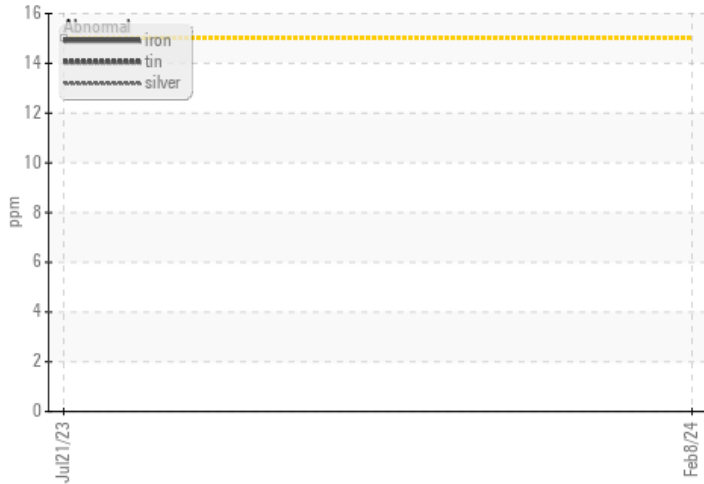 16
14
12
10
8
6
4
2
0
ppm
Abnormal
iron
tin
silver
Jul21/23
Feb8/24